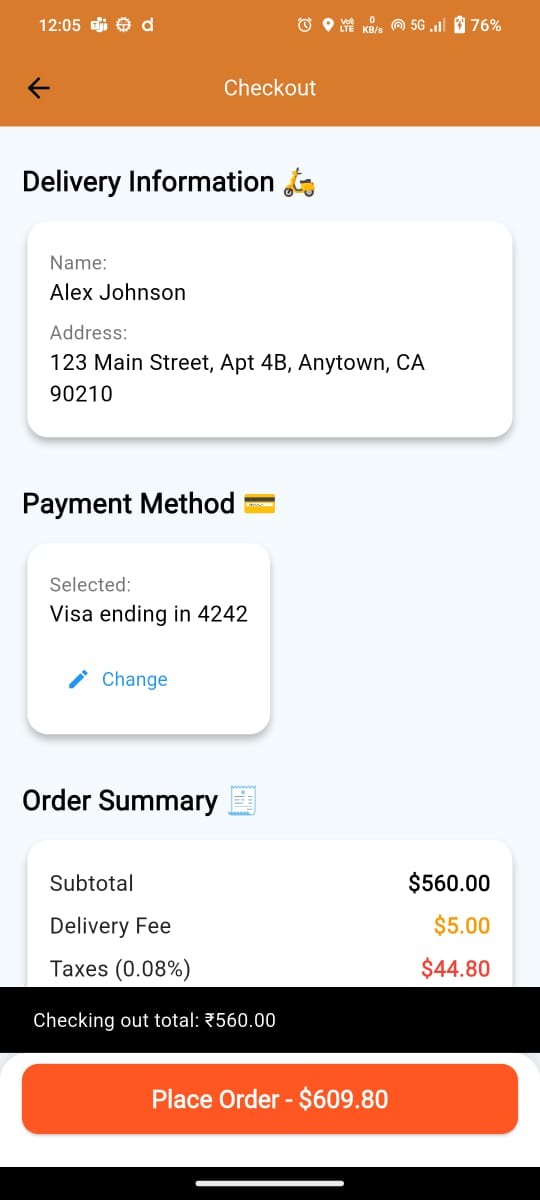 12:05
d
Vo)) LTE
0 KB/s
5G
76%
Checkout
Delivery Information
Name:
Alex Johnson
Address:
123 Main Street, Apt 4B, Anytown, CA
90210
Payment Method
Selected:
Visa ending in 4242
Change
Order Summary
Subtotal $560.00
Delivery Fee $5.00
Taxes (0.08%) $44.80
Checking out total: ₹560.00
Place Order - $609.80